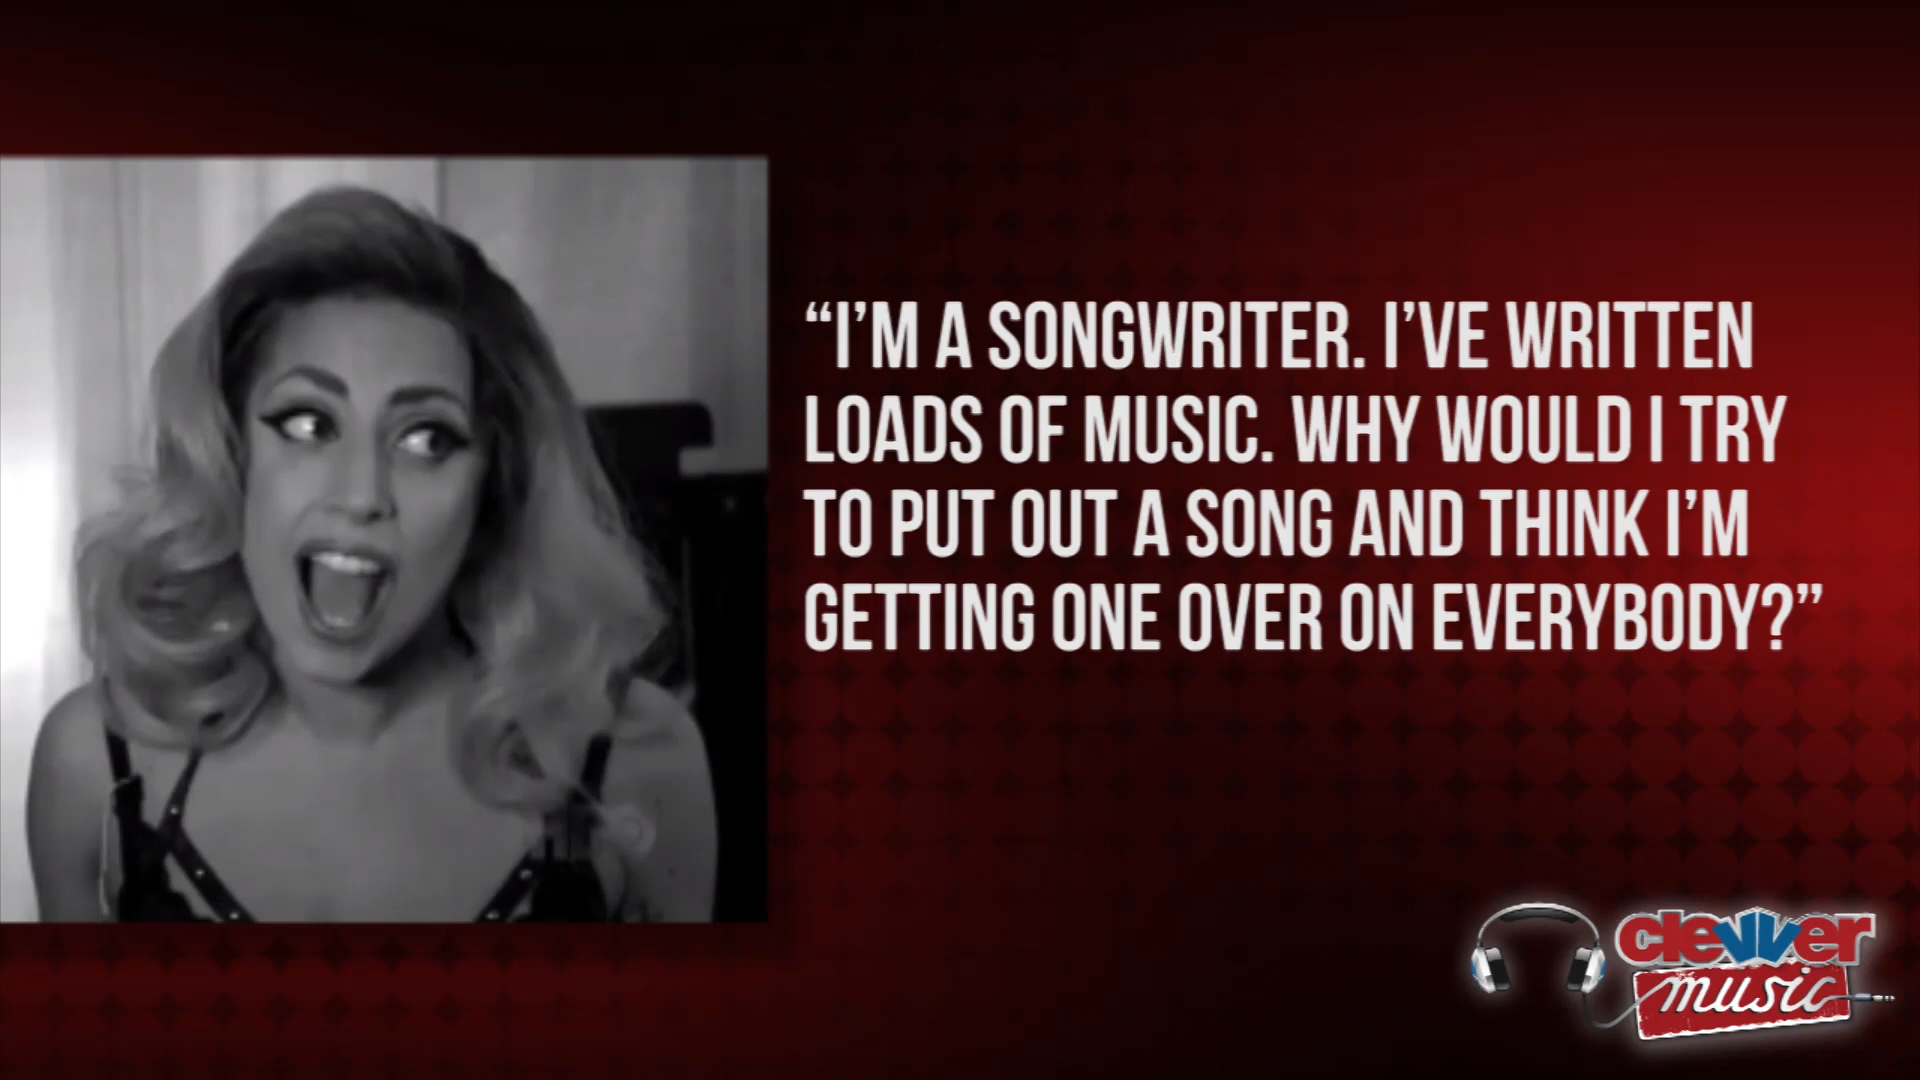 “I’M A SONGWRITER. I’VE WRITTEN
LOADS OF MUSIC. WHY WOULD I TRY
TO PUT OUT A SONG AND THINK I’M
GETTING ONE OVER ON EVERYBODY?”
clevver
music